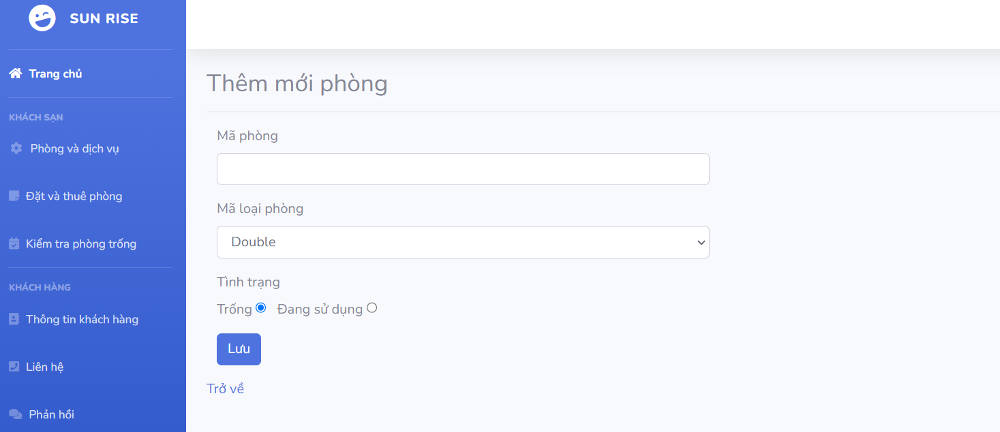 SUN RISE
Trang chủ
KHÁCH SẠN
Phòng và dịch vụ
Đặt và thuê phòng
Kiểm tra phòng trống
KHÁCH HÀNG
Thông tin khách hàng
Liên hệ
Phản hồi
Thêm mới phòng
Mã phòng
Mã loại phòng
Double
Tình trạng
Trống Đang sử dụng
Lưu
Trở về